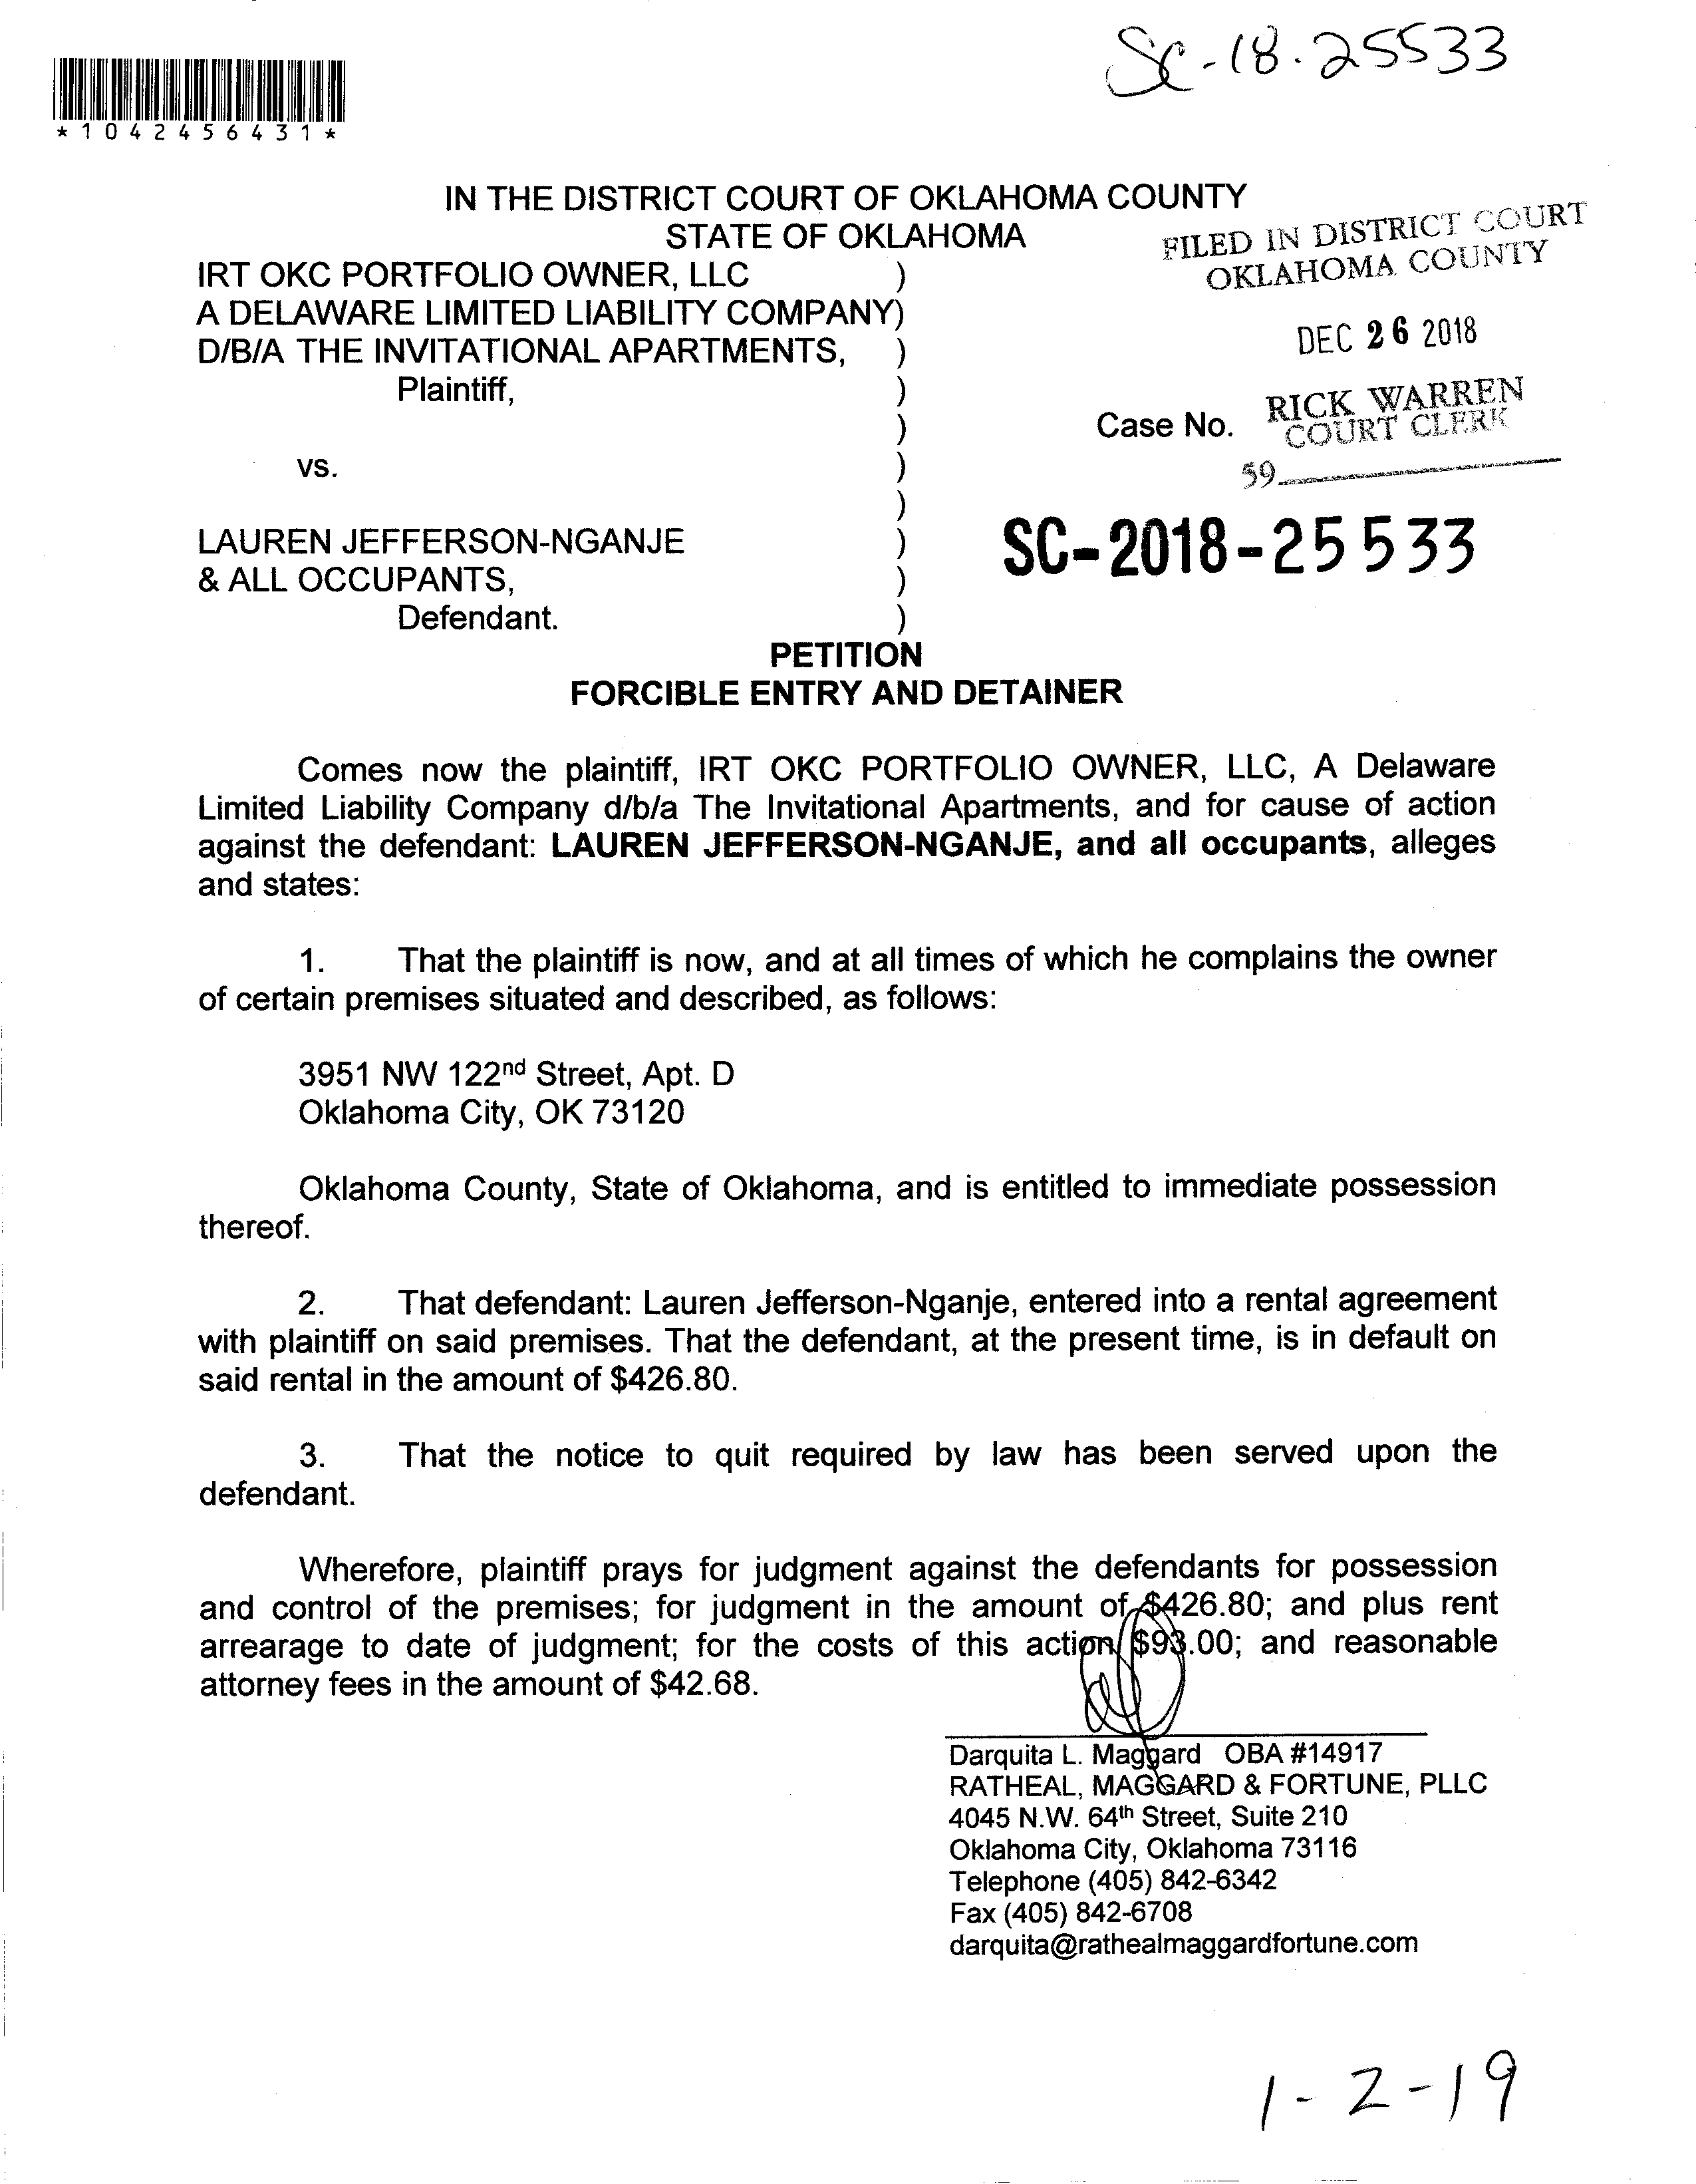 SC-18-25533
*1042456431*
IN THE DISTRICT COURT OF OKLAHOMA COUNTY
STATE OF OKLAHOMA
FILED IN DISTRICT COURT
OKLAHOMA COUNTY
IRT OKC PORTFOLIO OWNER, LLC )
A DELAWARE LIMITED LIABILITY COMPANY)
D/B/A THE INVITATIONAL APARTMENTS, )
DEC 26 2018
Plaintiff, )
RICK WARREN
COURT CLERK
) Case No.
vs. )
59
)
LAUREN JEFFERSON-NGANJE )
SC-2018-25533
& ALL OCCUPANTS, )
Defendant. )
PETITION
FORCIBLE ENTRY AND DETAINER
Comes now the plaintiff, IRT OKC PORTFOLIO OWNER, LLC, A Delaware
Limited Liability Company d/b/a The Invitational Apartments, and for cause of action
against the defendant: LAUREN JEFFERSON-NGANJE, and all occupants, alleges
and states:
1. That the plaintiff is now, and at all times of which he complains the owner
of certain premises situated and described, as follows:
3951 NW 122nd Street, Apt. D
Oklahoma City, OK 73120
Oklahoma County, State of Oklahoma, and is entitled to immediate possession
thereof.
2. That defendant: Lauren Jefferson-Nganje, entered into a rental agreement
with plaintiff on said premises. That the defendant, at the present time, is in default on
said rental in the amount of $426.80.
3. That the notice to quit required by law has been served upon the
defendant.
Wherefore, plaintiff prays for judgment against the defendants for possession
and control of the premises; for judgment in the amount of $426.80; and plus rent
arrearage to date of judgment; for the costs of this action $93.00; and reasonable
attorney fees in the amount of $42.68.
Darquita L. Maggard OBA #14917
RATHEAL, MAGGARD & FORTUNE, PLLC
4045 N.W. 64th Street, Suite 210
Oklahoma City, Oklahoma 73116
Telephone (405) 842-6342
Fax (405) 842-6708
darquita@rathealmaggardfortune.com
1-2-19